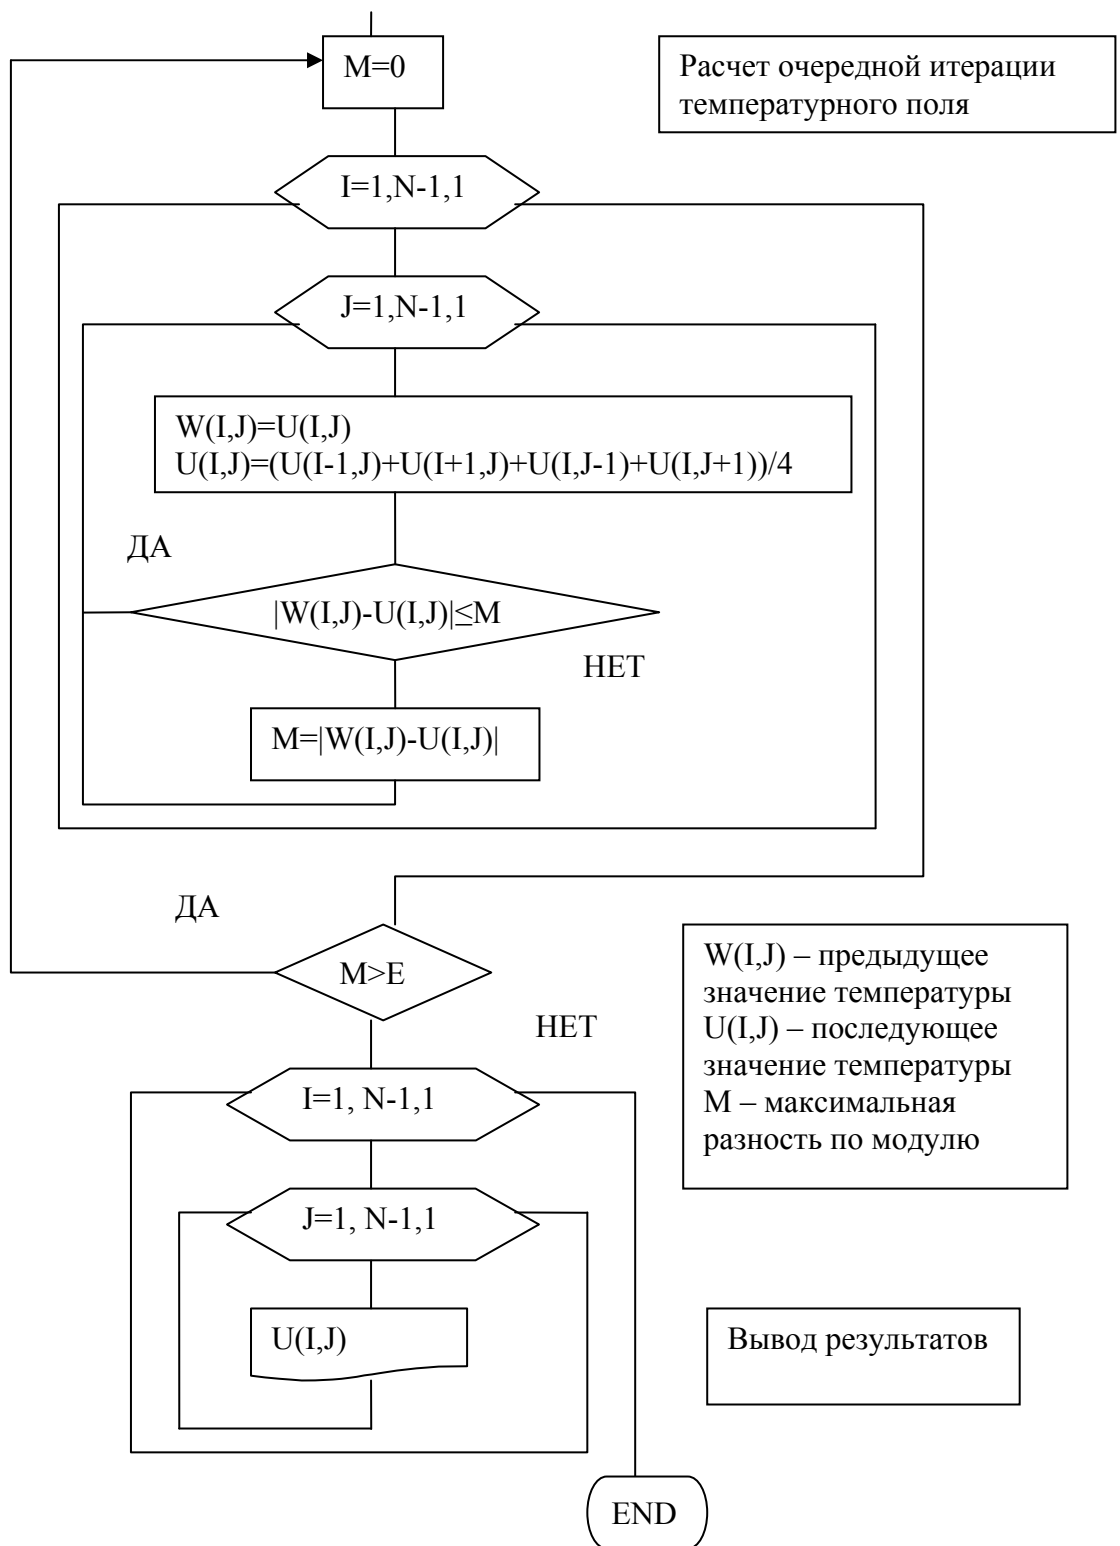 M=0
Расчет очередной итерации
температурного поля
I=1,N-1,1
J=1,N-1,1
W(I,J)=U(I,J)
U(I,J)=(U(I-1,J)+U(I+1,J)+U(I,J-1)+U(I,J+1))/4
ДА
|W(I,J)-U(I,J)|≤M
НЕТ
M=|W(I,J)-U(I,J)|
ДА
M>E
НЕТ
W(I,J) – предыдущее
значение температуры
U(I,J) – последующее
значение температуры
M – максимальная
разность по модулю
I=1, N-1,1
J=1, N-1,1
U(I,J)
Вывод результатов
END